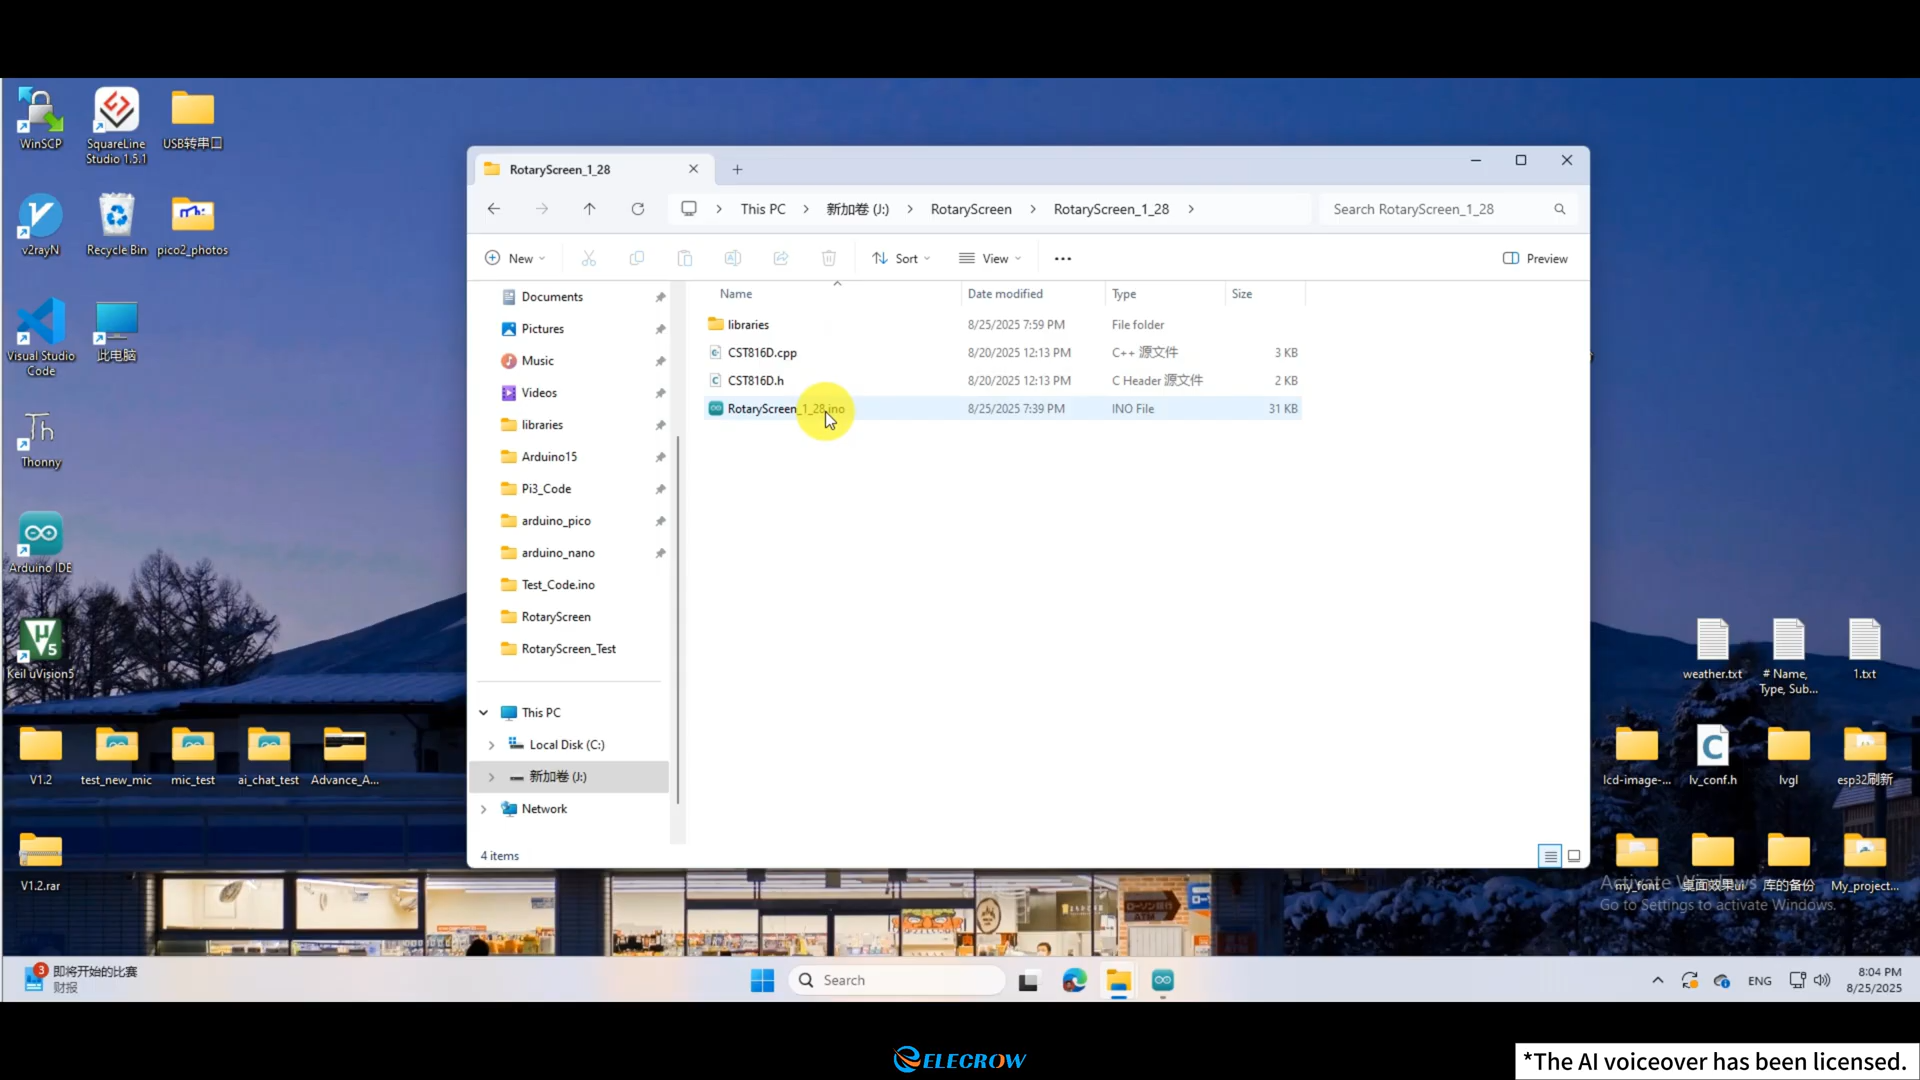 WinSCP
SquareLine
Studio 1.5.1
USB转串口
v2rayN
Recycle Bin
pico2_photos
Visual Studio
Code
此电脑
Thonny
Arduino IDE
Keil uVision5
V1.2
test_new_mic
mic_test
ai_chat_test
Advance_A...
V1.2.rar
RotaryScreen_1_28
This PC
新加卷 (J:)
RotaryScreen
RotaryScreen_1_28
Search RotaryScreen_1_28
New
Sort
View
Preview
Documents
Pictures
Music
Videos
libraries
Arduino15
Pi3_Code
arduino_pico
arduino_nano
Test_Code.ino
RotaryScreen
RotaryScreen_Test
This PC
Local Disk (C:)
新加卷 (J:)
Network
Name Date modified Type Size
libraries 8/25/2025 7:59 PM File folder
CST816D.cpp 8/20/2025 12:13 PM C++ 源文件 3 KB
CST816D.h 8/20/2025 12:13 PM C Header 源文件 2 KB
RotaryScreen_1_28.ino 8/25/2025 7:39 PM INO File 31 KB
4 items
weather.txt
# Name,
Type, Sub...
1.txt
lcd-image-...
lv_conf.h
lvgl
esp32刷新
my_font
桌面效果ui
库的备份
My_project...
Activate Windows
Go to Settings to activate Windows.
3
即将开始的比赛
财报
Search
ENG
8:04 PM
8/25/2025
ELECROW
*The AI voiceover has been licensed.